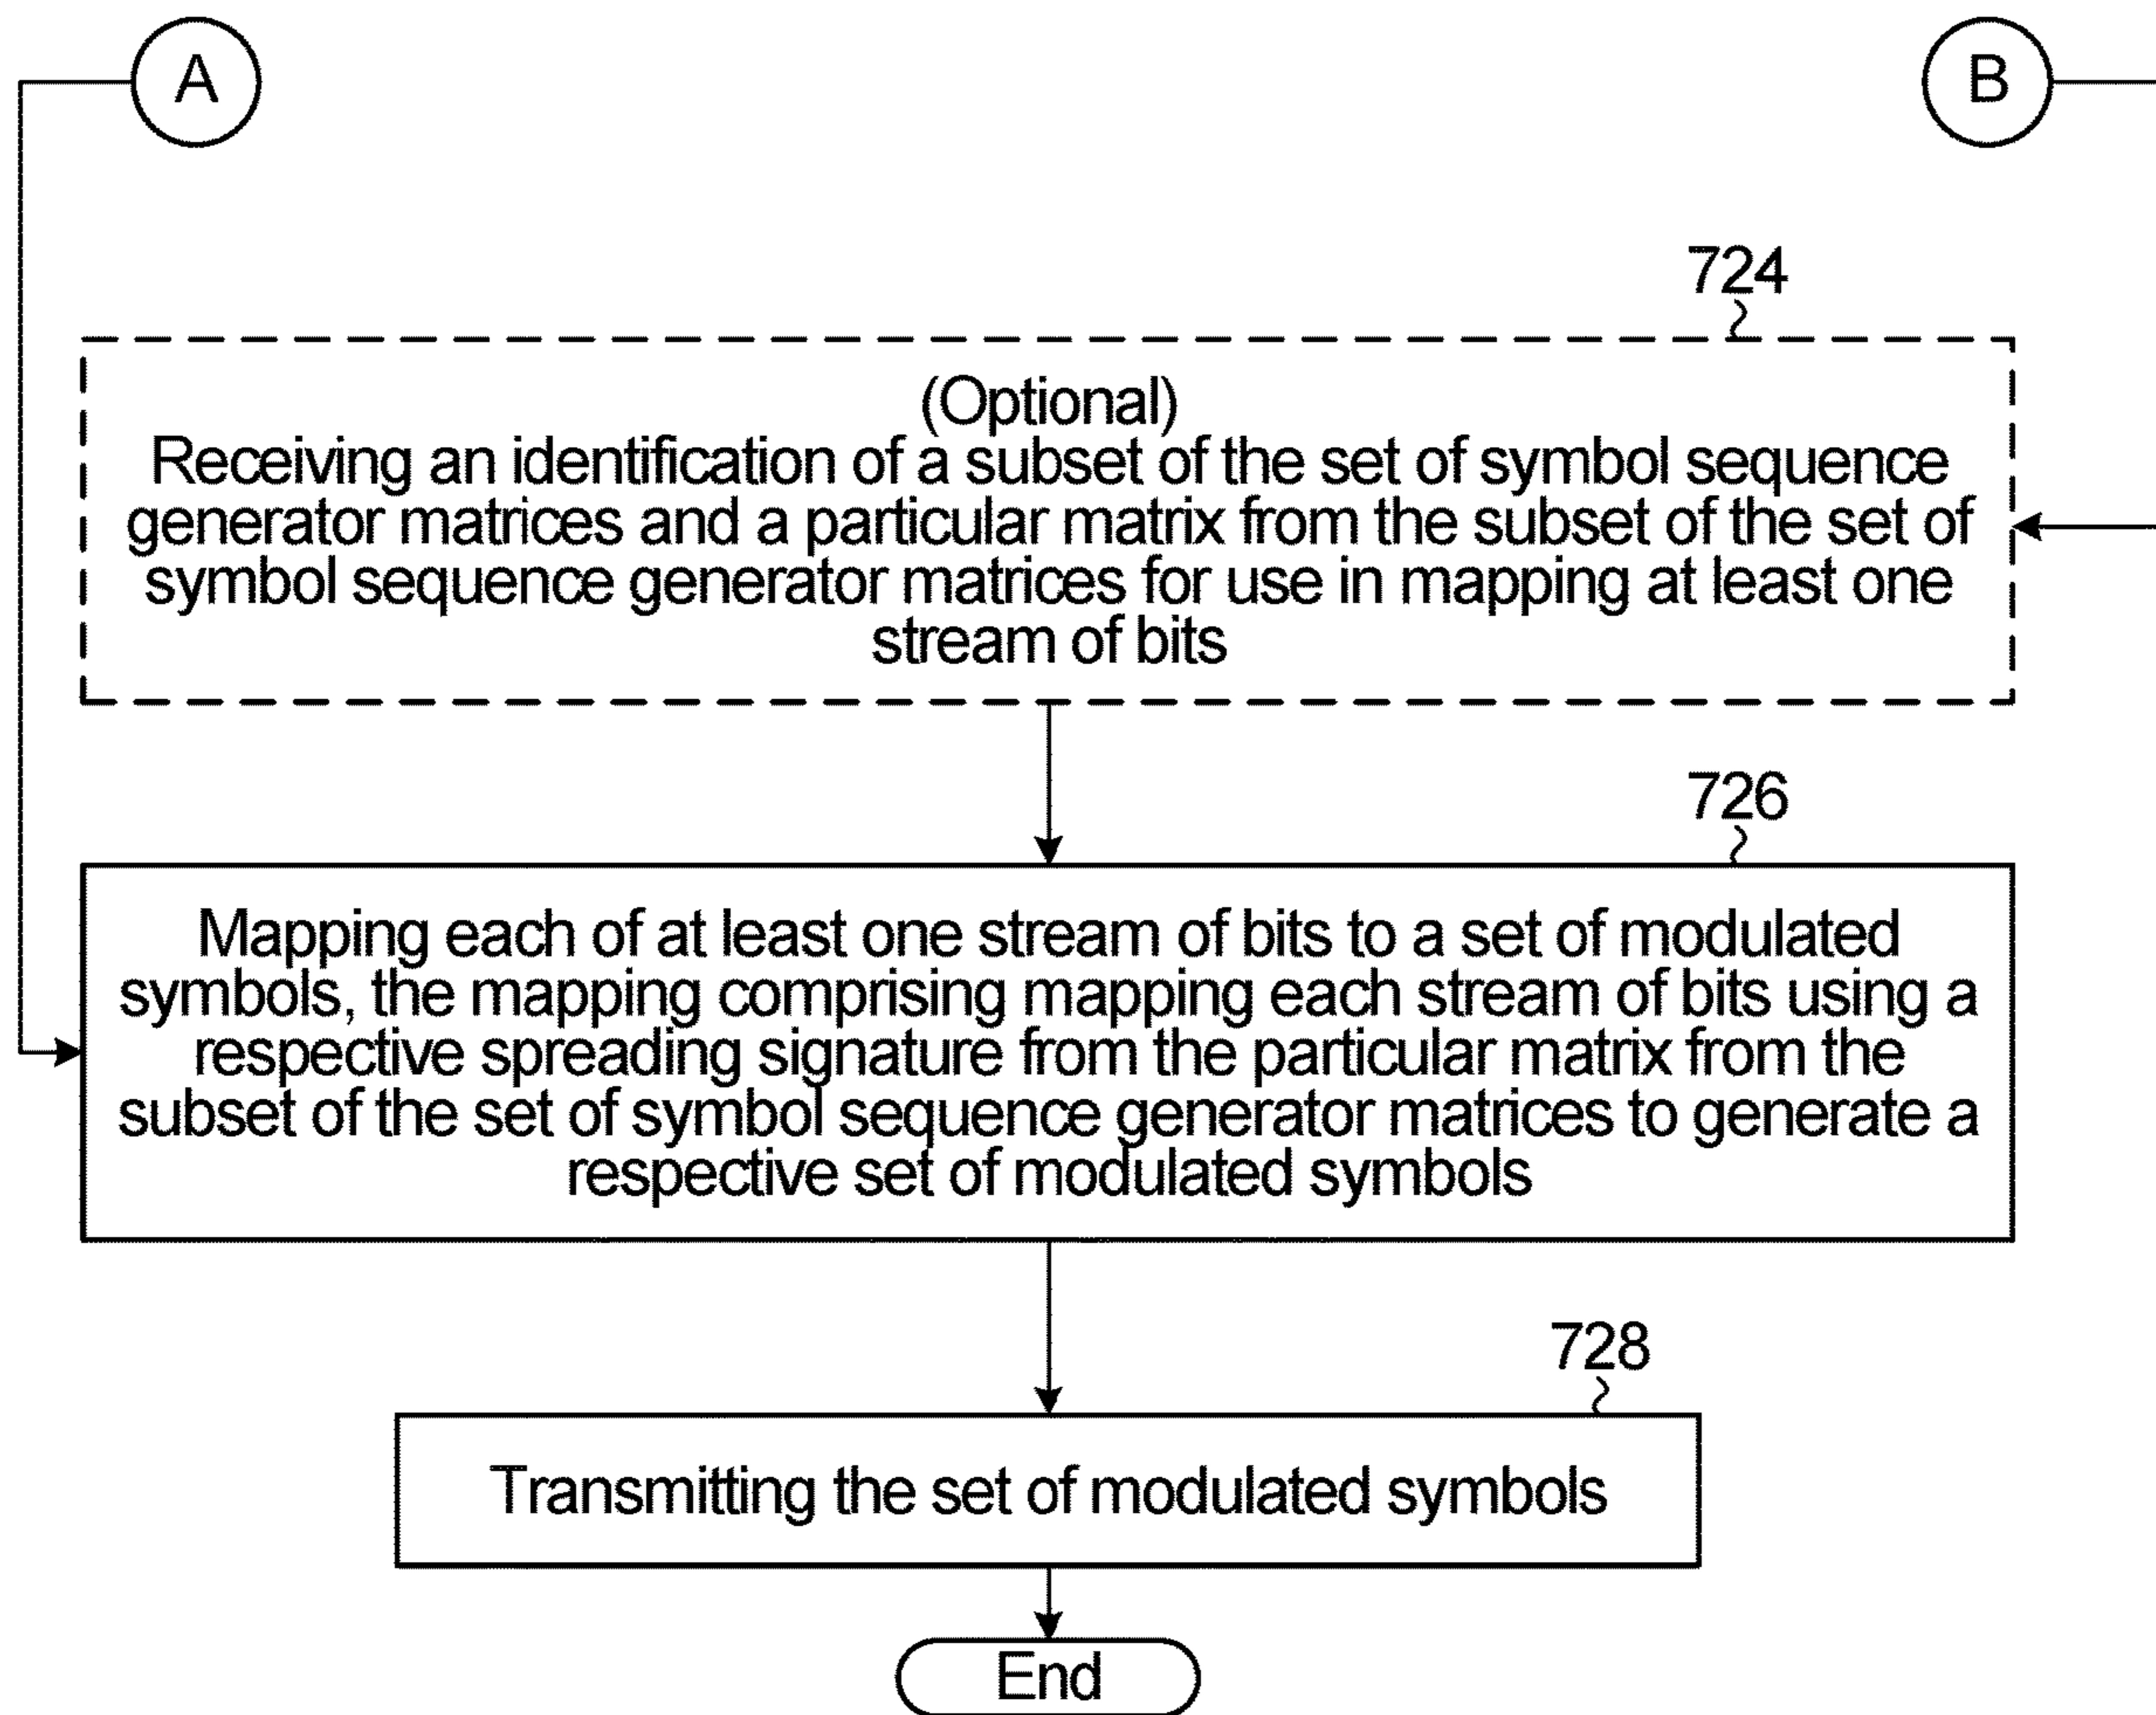 A
B
724
(Optional)
Receiving an identification of a subset of the set of symbol sequence
generator matrices and a particular matrix from the subset of the set of
symbol sequence generator matrices for use in mapping at least one
stream of bits
726
Mapping each of at least one stream of bits to a set of modulated
symbols, the mapping comprising mapping each stream of bits using a
respective spreading signature from the particular matrix from the
subset of the set of symbol sequence generator matrices to generate a
respective set of modulated symbols
728
Transmitting the set of modulated symbols
End